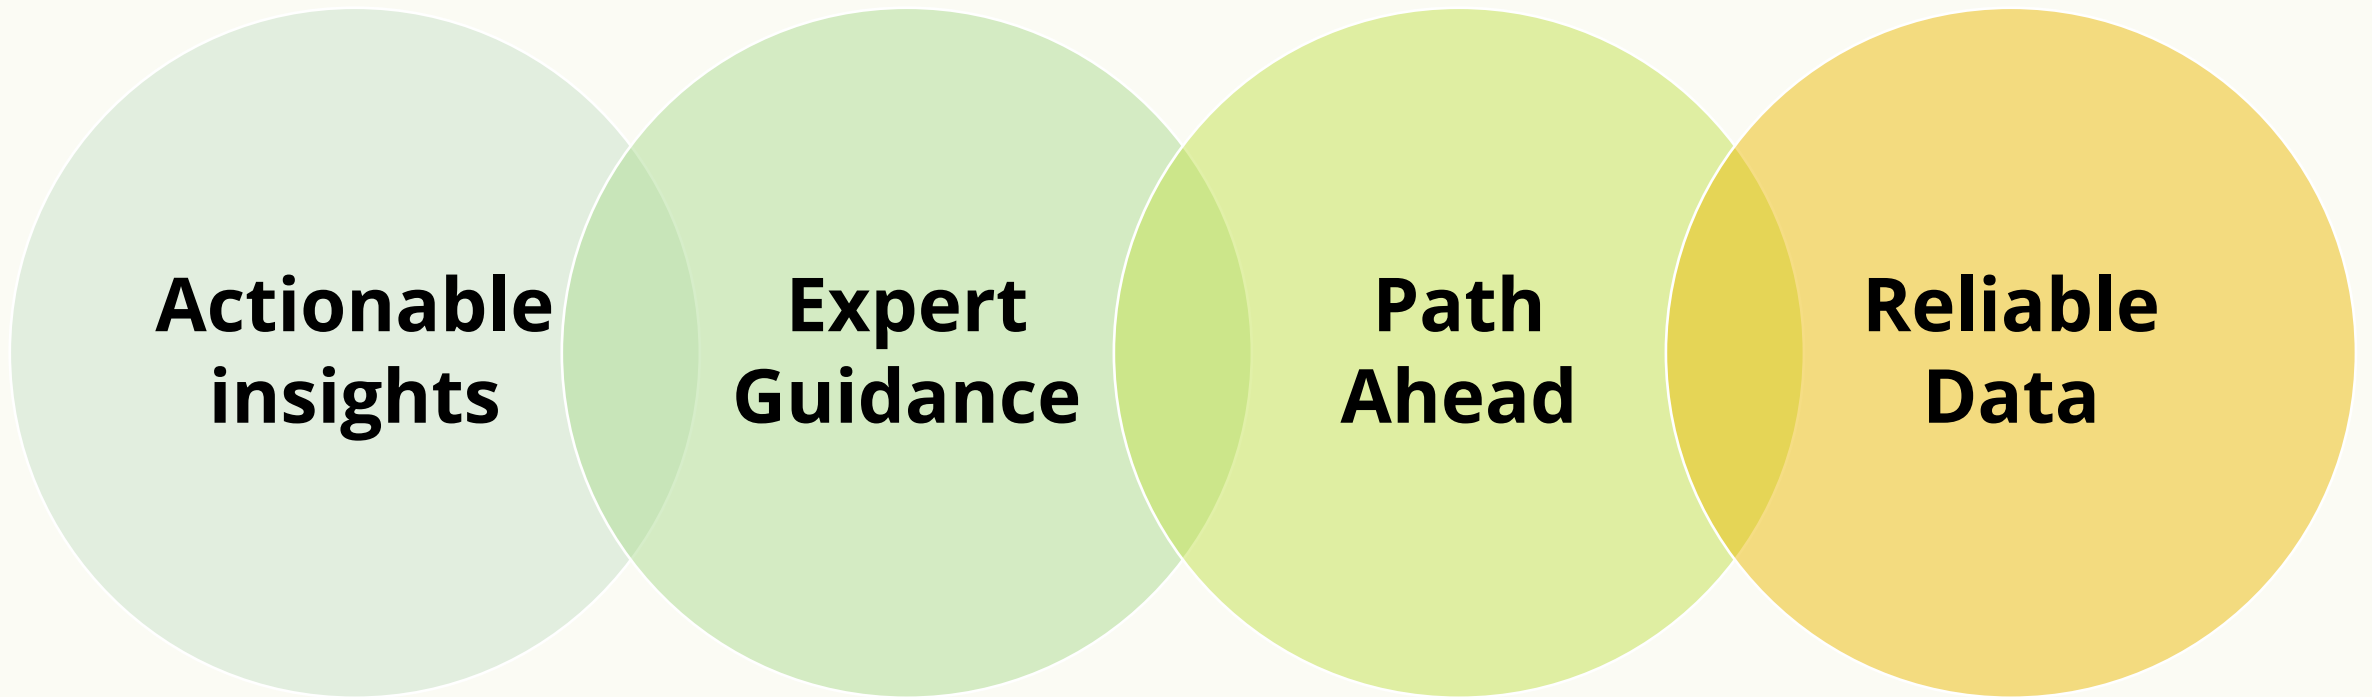 Actionable
insights
Expert
Guidance
Path
Ahead
Reliable
Data